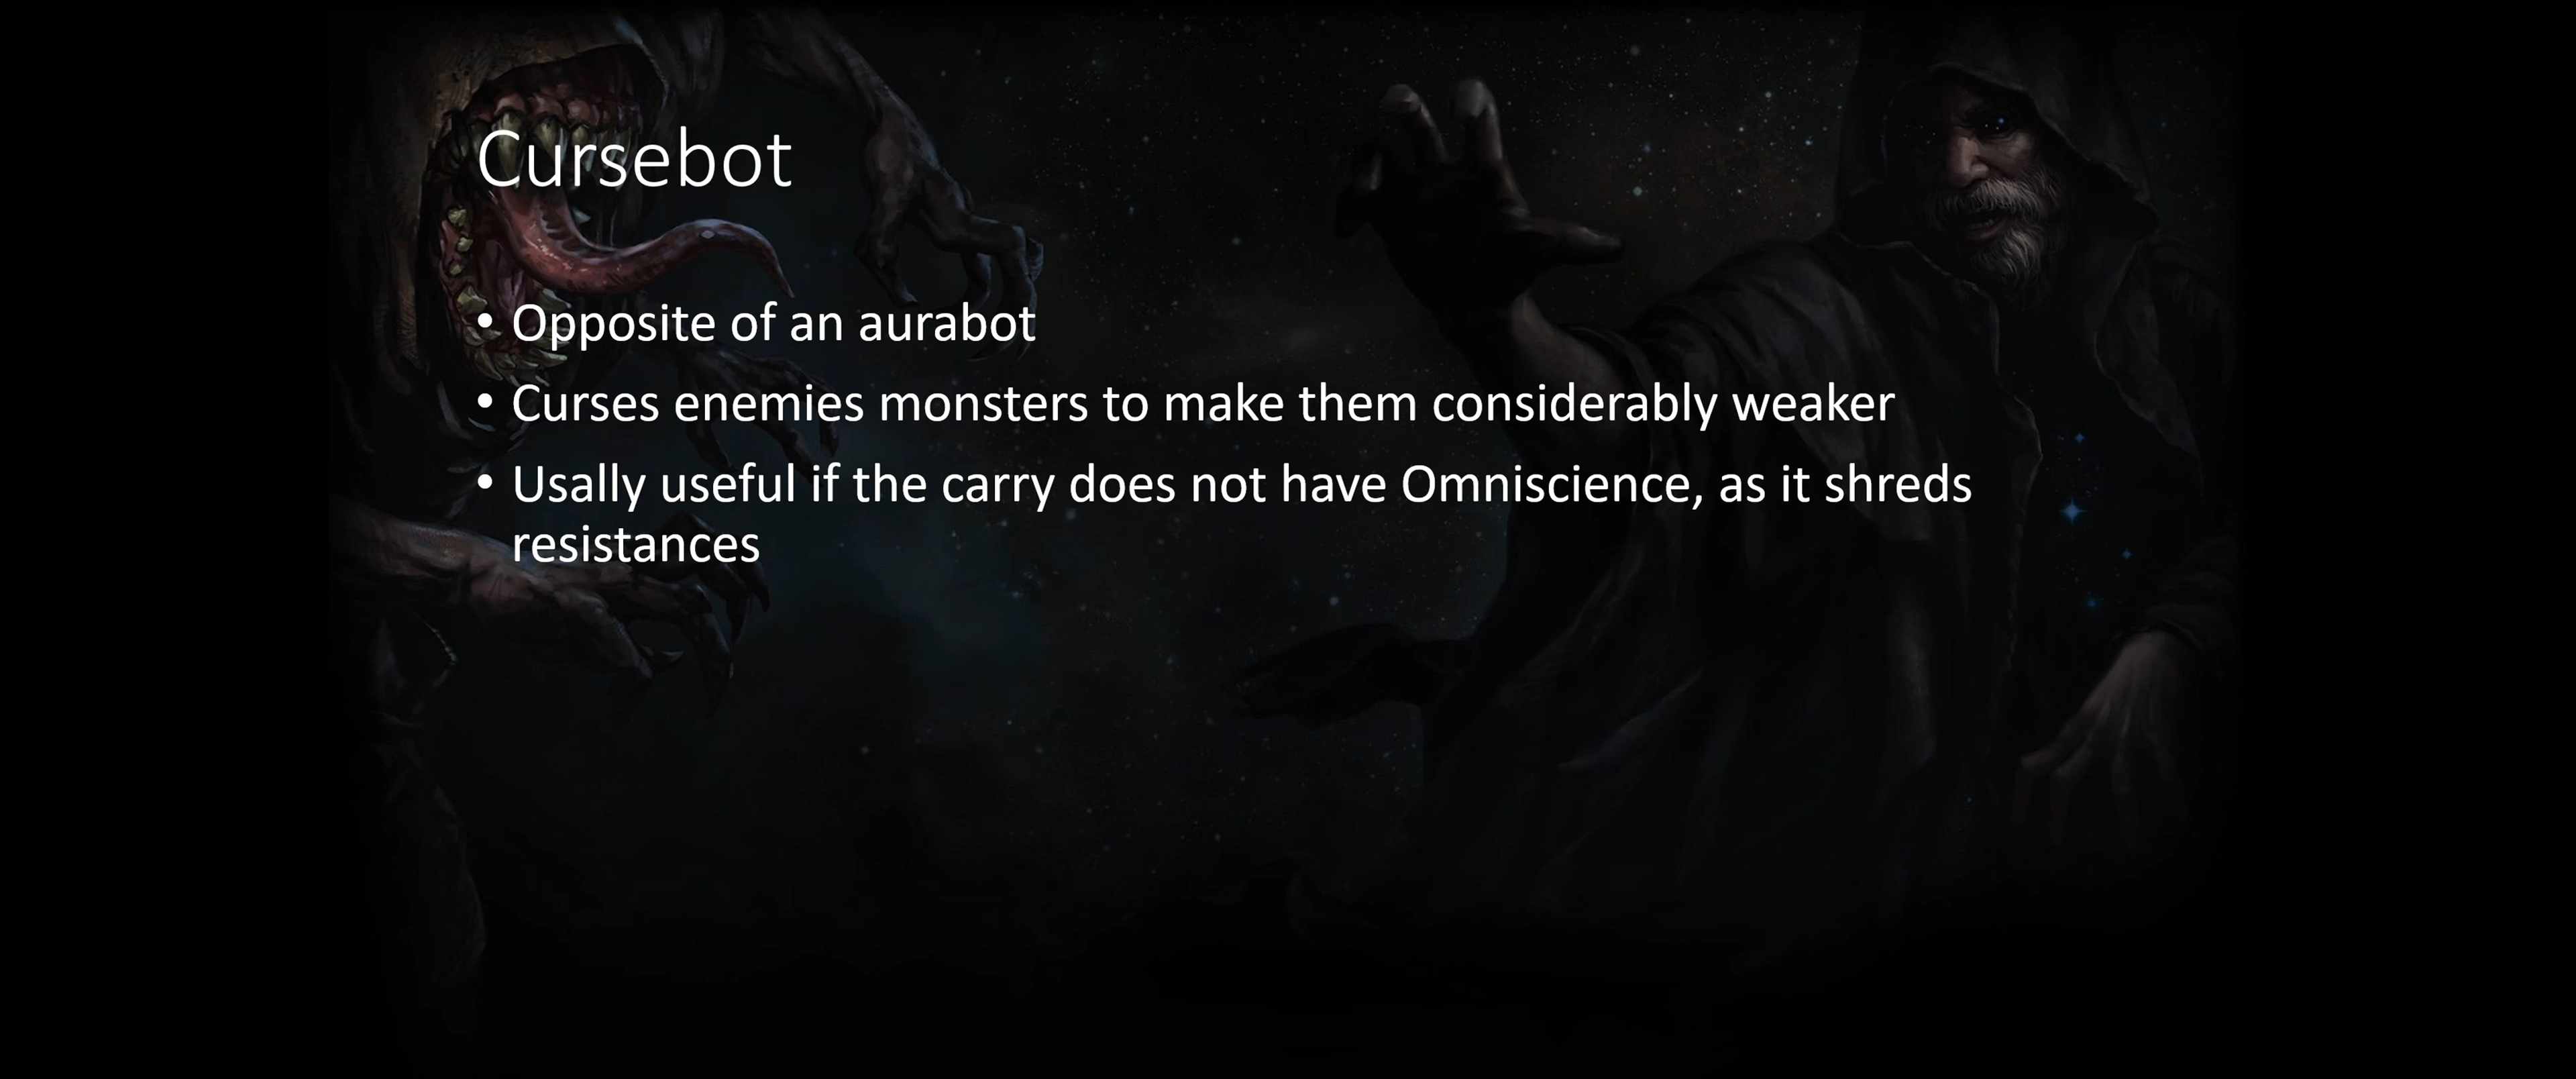 Cursebot
• Opposite of an aurabot
• Curses enemies monsters to make them considerably weaker
• Usally useful if the carry does not have Omniscience, as it shreds
resistances